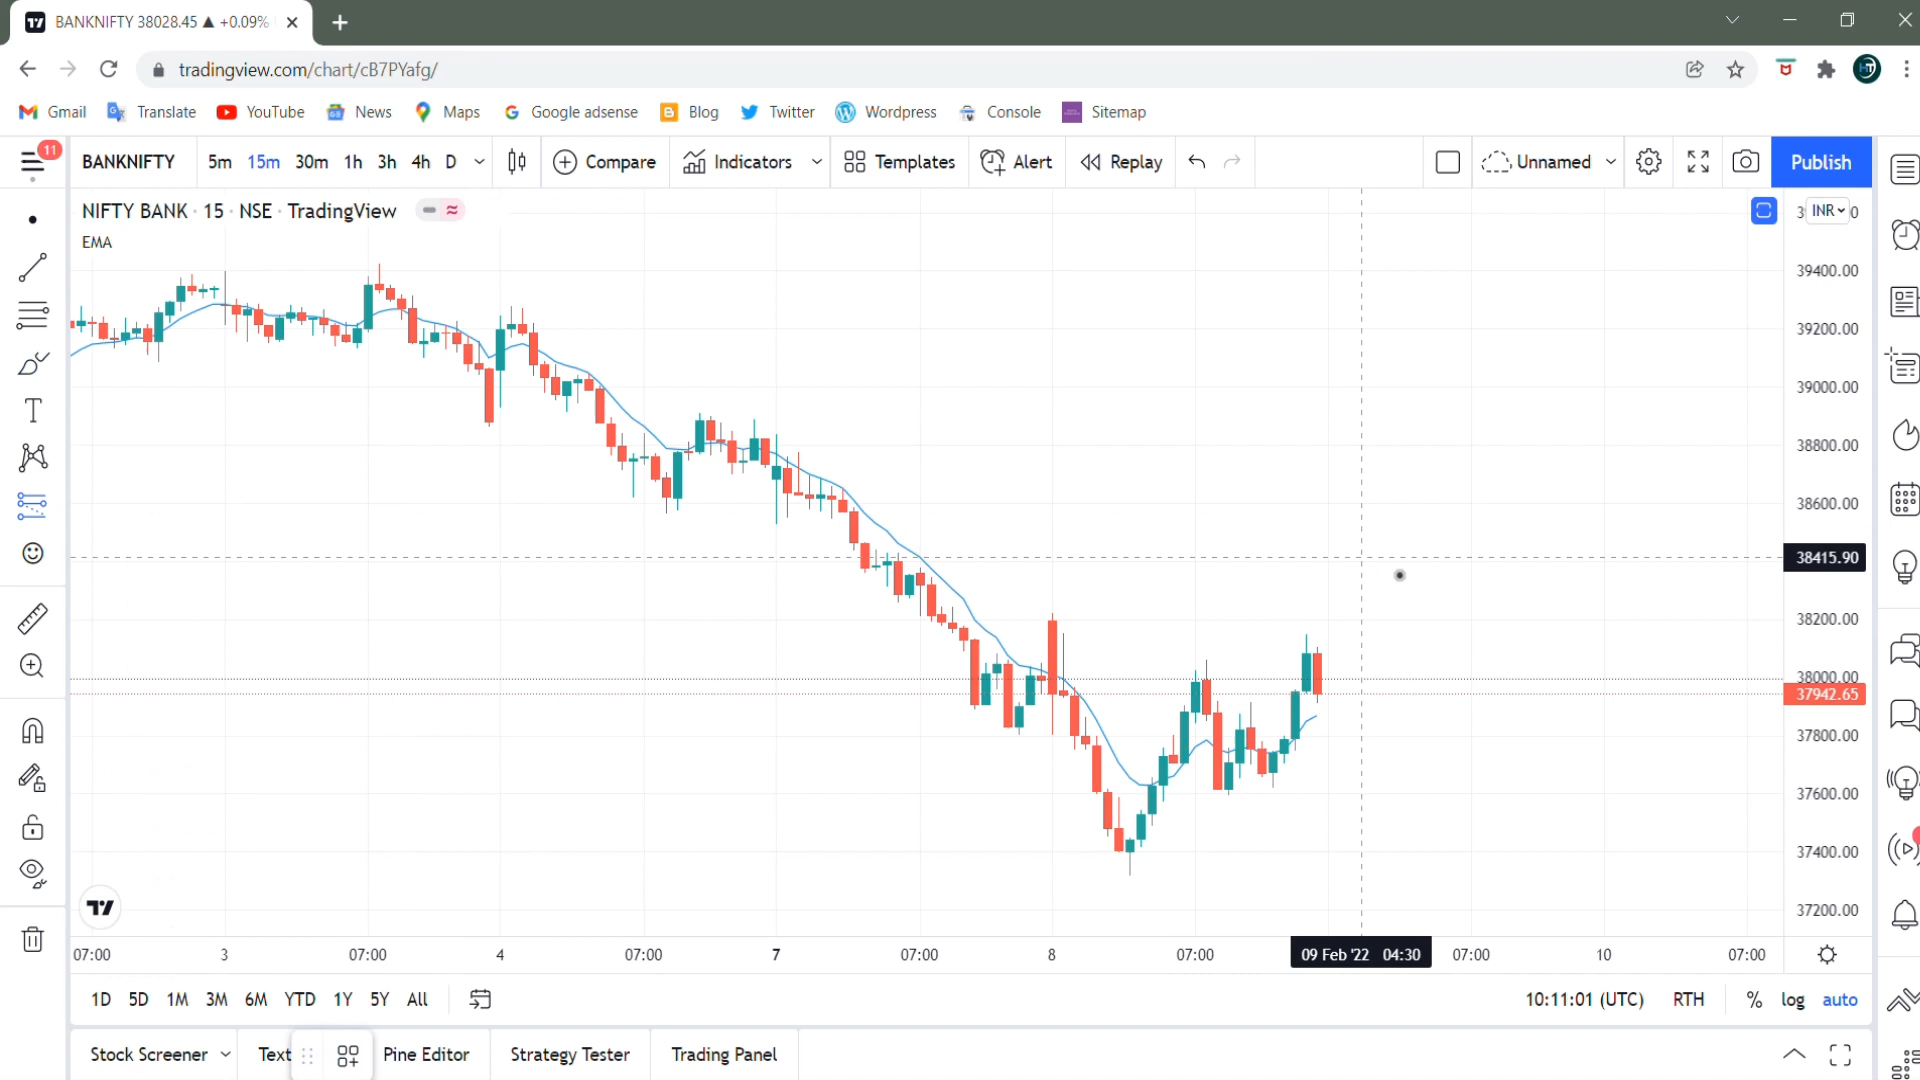 BANKNIFTY 38028.45 ▲ +0.09%
tradingview.com/chart/cB7PYafg/
Gmail Translate YouTube News Maps Google adsense Blog Twitter Wordpress Console Sitemap
11 BANKNIFTY 5m 15m 30m 1h 3h 4h D Compare Indicators Templates Alert Replay Unnamed Publish
NIFTY BANK · 15 · NSE · TradingView
INR
EMA
39400.00
39200.00
39000.00
38800.00
38600.00
38415.90
38200.00
38000.00
37942.65
37800.00
37600.00
37400.00
37200.00
07:00 3 07:00 4 07:00 7 07:00 8 07:00 09 Feb '22 04:30 07:00 10 07:00
1D 5D 1M 3M 6M YTD 1Y 5Y All 10:11:01 (UTC) RTH % log auto
Stock Screener Text Pine Editor Strategy Tester Trading Panel